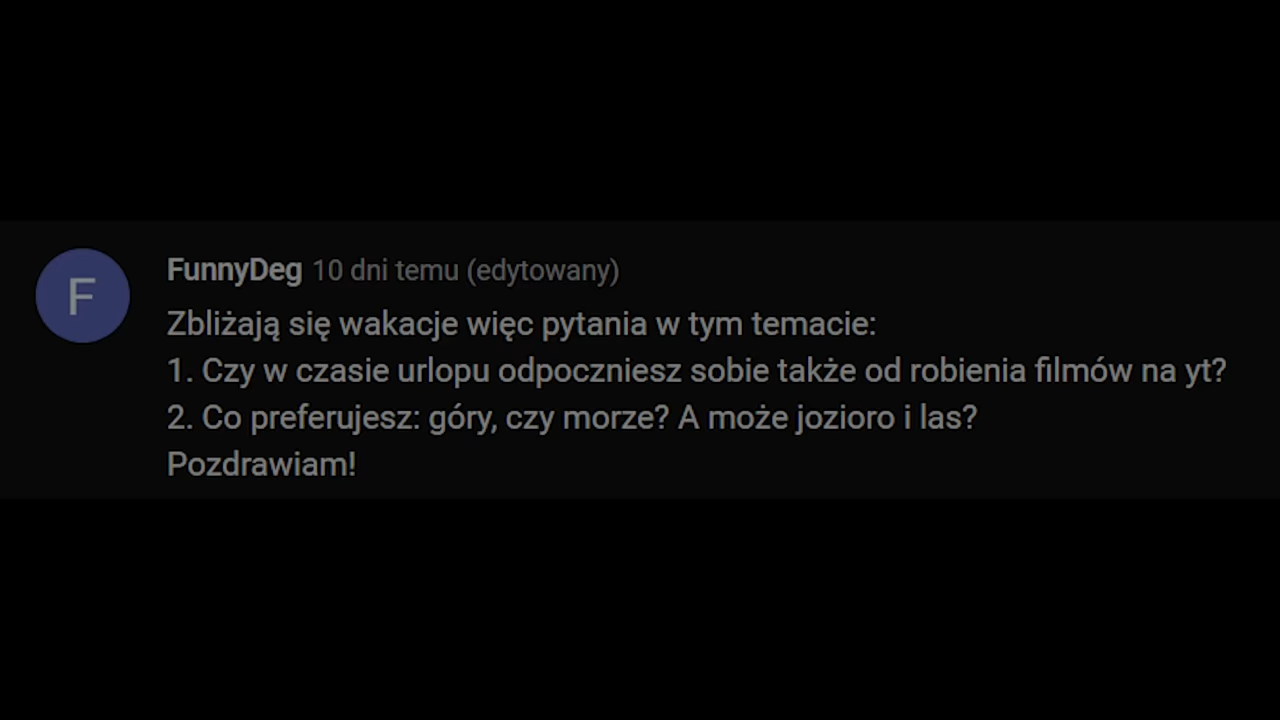 F
FunnyDeg 10 dni temu (edytowany)
Zbliżają się wakacje więc pytania w tym temacie:
1. Czy w czasie urlopu odpoczniesz sobie także od robienia filmów na yt?
2. Co preferujesz: góry, czy morze? A może jozioro i las?
Pozdrawiam!